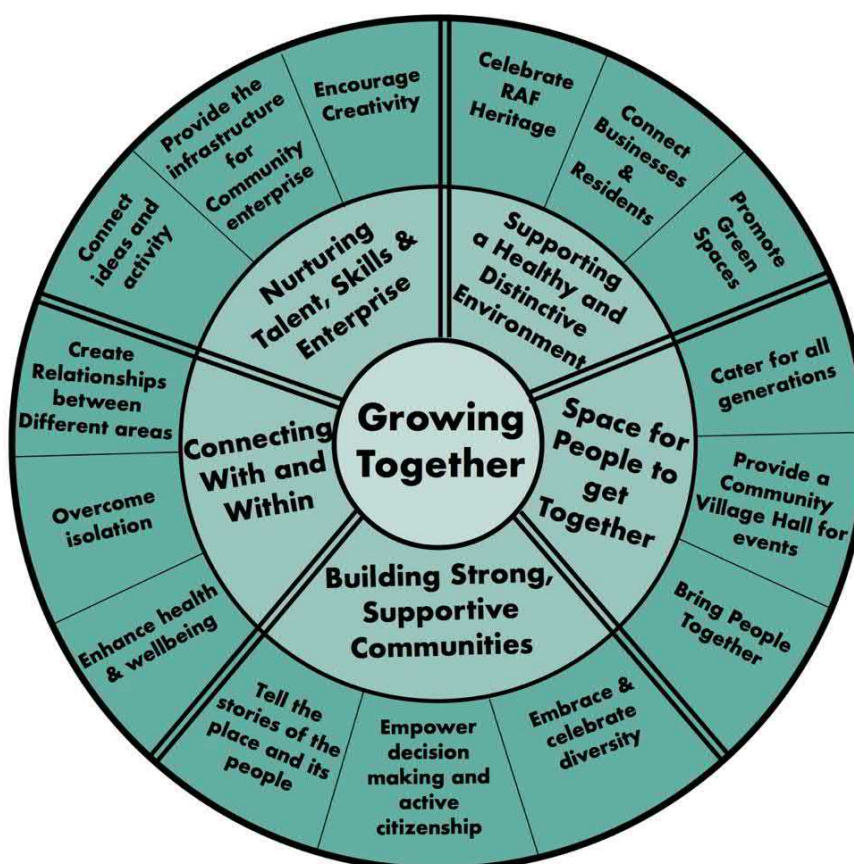 Growing
Together
Supporting
a Healthy and
Distinctive
Environment
Celebrate
RAF
Heritage
Connect
Businesses
&
Residents
Promote
Green
Spaces
Space for
People to
get
Together
Cater for all
generations
Provide a
Community
Village Hall for
events
Bring People
Together
Building Strong,
Supportive
Communities
Embrace &
celebrate
diversity
Empower
decision
making and
active
citizenship
Tell the
stories of the
place and its
people
Connecting
With and
Within
Enhance health
& wellbeing
Overcome
isolation
Create
Relationships
between
Different areas
Nurturing
Talent, Skills &
Enterprise
Connect
ideas and
activity
Provide the
infrastructure
for
Community
enterprise
Encourage
Creativity